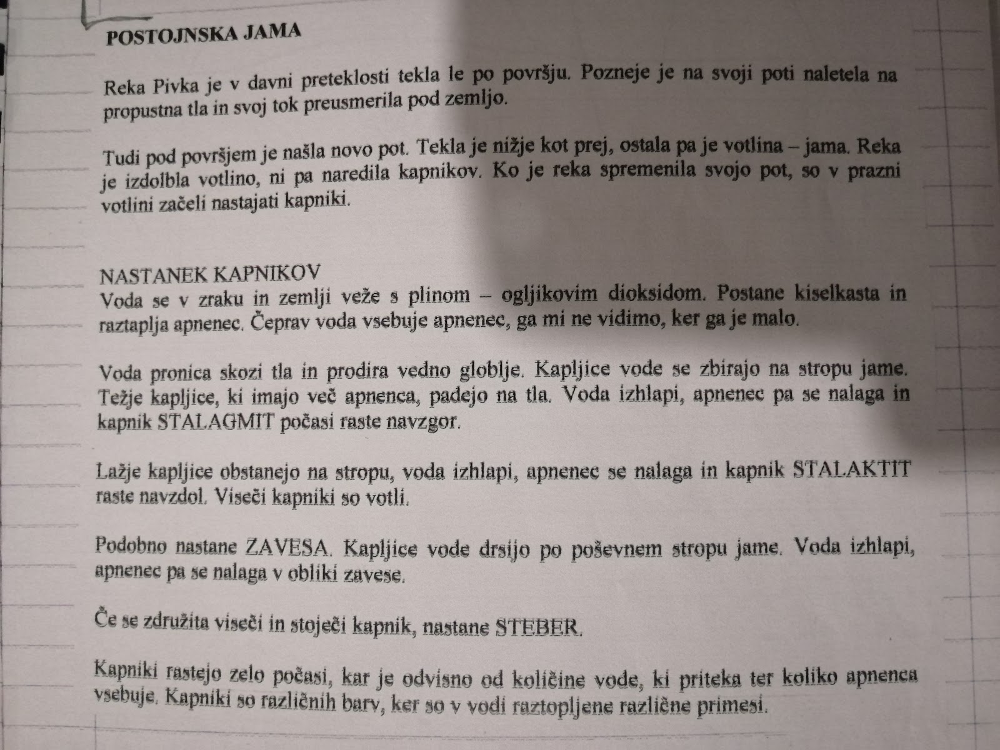 POSTOJNSKA JAMA
Reka Pivka je v davni preteklosti tekla le po površju. Pozneje je na svoji poti naletela na
propustna tla in svoj tok preusmerila pod zemljo.
Tudi pod površjem je našla novo pot. Tekla je nižje kot prej, ostala pa je votlina – jama. Reka
je izdolbla votlino, ni pa naredila kapnikov. Ko je reka spremenila svojo pot, so v prazni
votlini začeli nastajati kapniki.
NASTANEK KAPNIKOV
Voda se v zraku in zemlji veže s plinom – ogljikovim dioksidom. Postane kiselkasta in
raztaplja apnenec. Čeprav voda vsebuje apnenec, ga mi ne vidimo, ker ga je malo.
Voda pronica skozi tla in prodira vedno globlje. Kapljice vode se zbirajo na stropu jame.
Težje kapljice, ki imajo več apnenca, padejo na tla. Voda izhlapi, apnenec pa se nalaga in
kapnik STALAGMIT počasi raste navzgor.
Lažje kapljice obstanejo na stropu, voda izhlapi, apnenec se nalaga in kapnik STALAKTIT
raste navzdol. Viseči kapniki so votli.
Podobno nastane ZAVESA. Kapljice vode drsijo po poševnem stropu jame. Voda izhlapi,
apnenec pa se nalaga v obliki zavese.
Če se združita viseči in stoječi kapnik, nastane STEBER.
Kapniki rastejo zelo počasi, kar je odvisno od količine vode, ki priteka ter koliko apnenca
vsebuje. Kapniki so različnih barv, ker so v vodi raztopljene različne primesi.